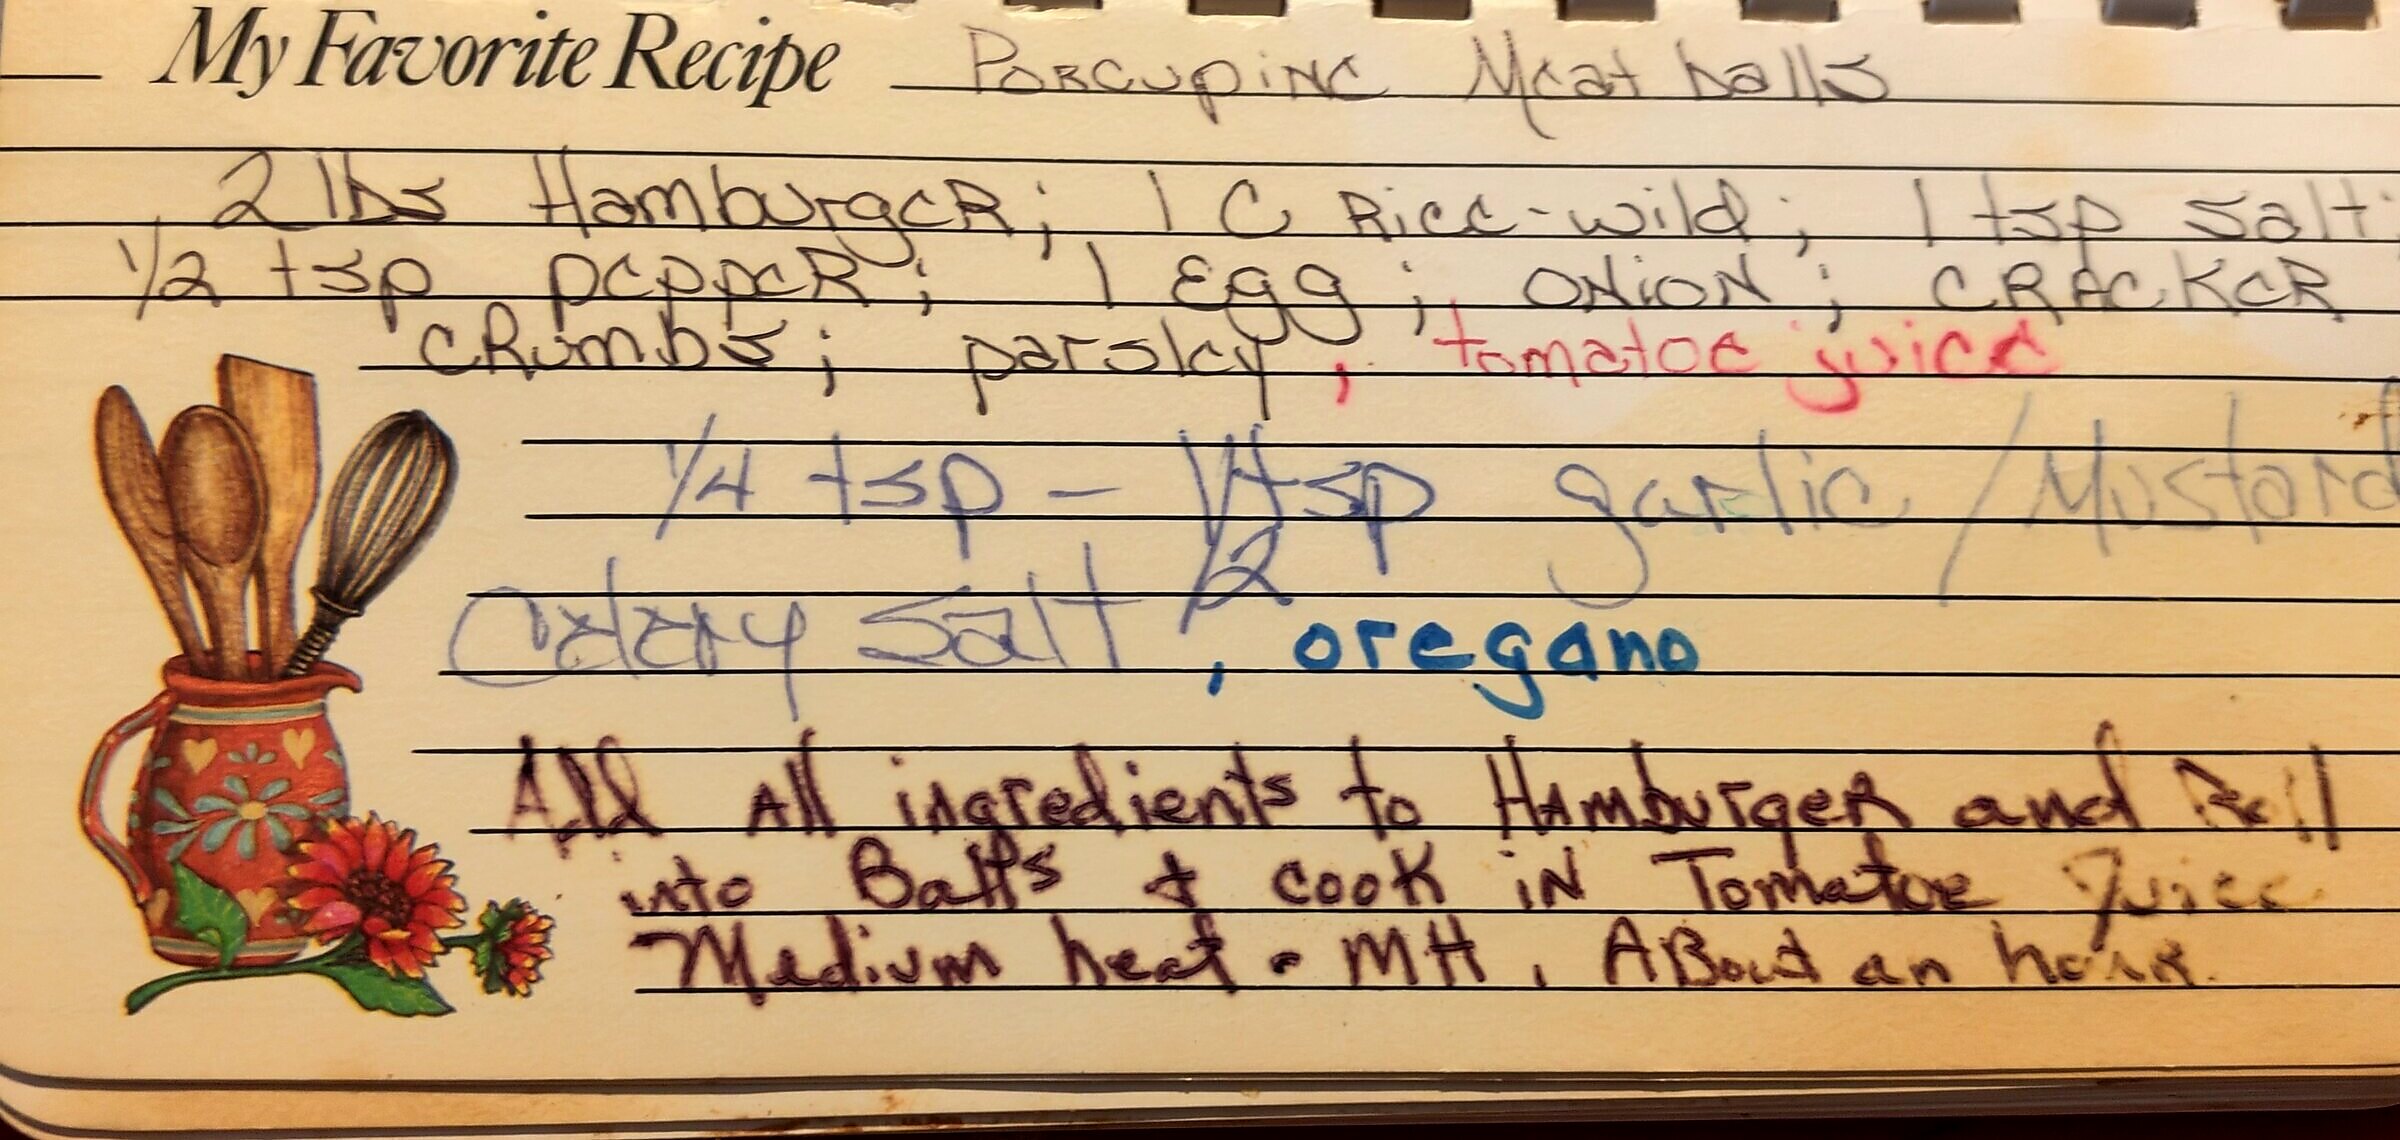 My Favorite Recipe Porcupine Meat balls
2 lbs Hamburger; 1 C Rice-wild; 1 tsp salt;
1/2 tsp pepper; 1 Egg; onion; cracker
crumbs; parsley, tomatoe juice
1/4 tsp - 1/2 tsp garlic / Mustard
Celery Salt, oregano
Add All ingredients to Hamburger and Roll
into Balls & cook in Tomatoe Juice
Medium heat • MH, About an hour.